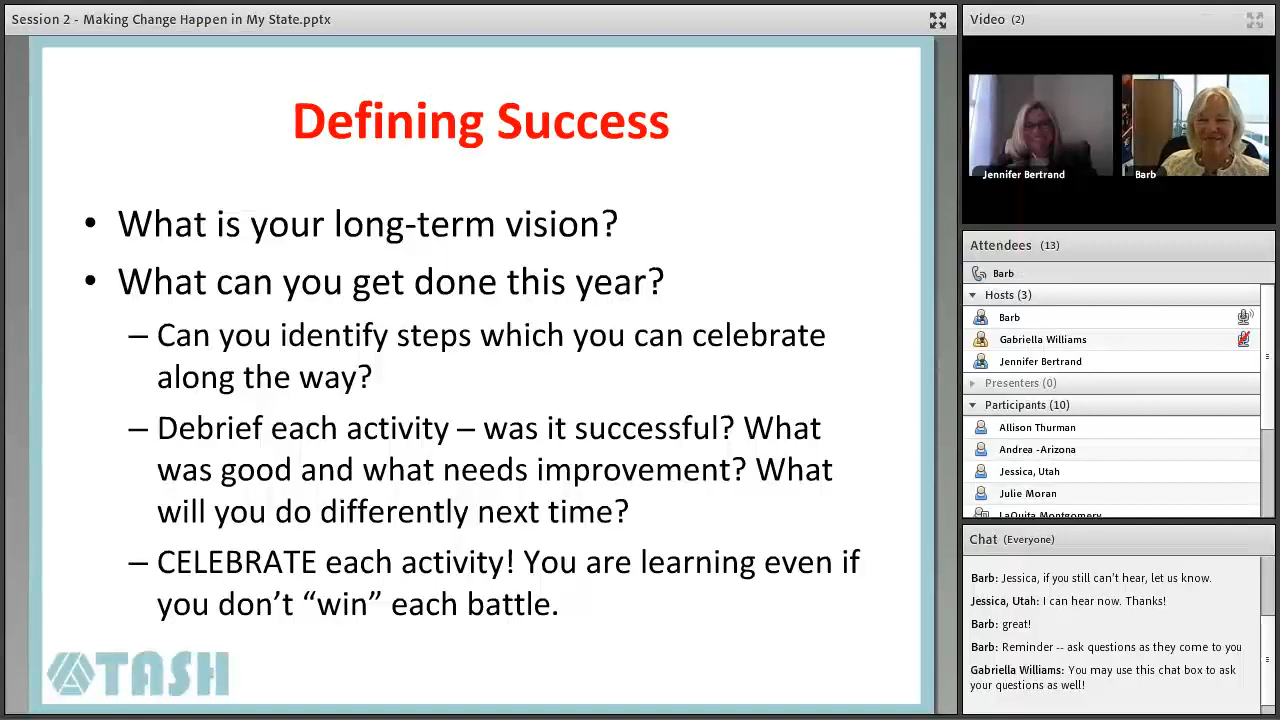 Session 2 - Making Change Happen in My State.pptx
Defining Success
• What is your long-term vision?
• What can you get done this year?
– Can you identify steps which you can celebrate
along the way?
– Debrief each activity – was it successful? What
was good and what needs improvement? What
will you do differently next time?
– CELEBRATE each activity! You are learning even if
you don’t “win” each battle.
TASH
Video (2)
Jennifer Bertrand
Barb
Attendees (13)
Barb
Hosts (3)
Barb
Gabriella Williams
Jennifer Bertrand
Presenters (0)
Participants (10)
Allison Thurman
Andrea -Arizona
Jessica, Utah
Julie Moran
LaQuita Montgomery
Chat (Everyone)
Barb: Jessica, if you still can’t hear, let us know.
Jessica, Utah: I can hear now. Thanks!
Barb: great!
Barb: Reminder -- ask questions as they come to you
Gabriella Williams: You may use this chat box to ask
your questions as well!